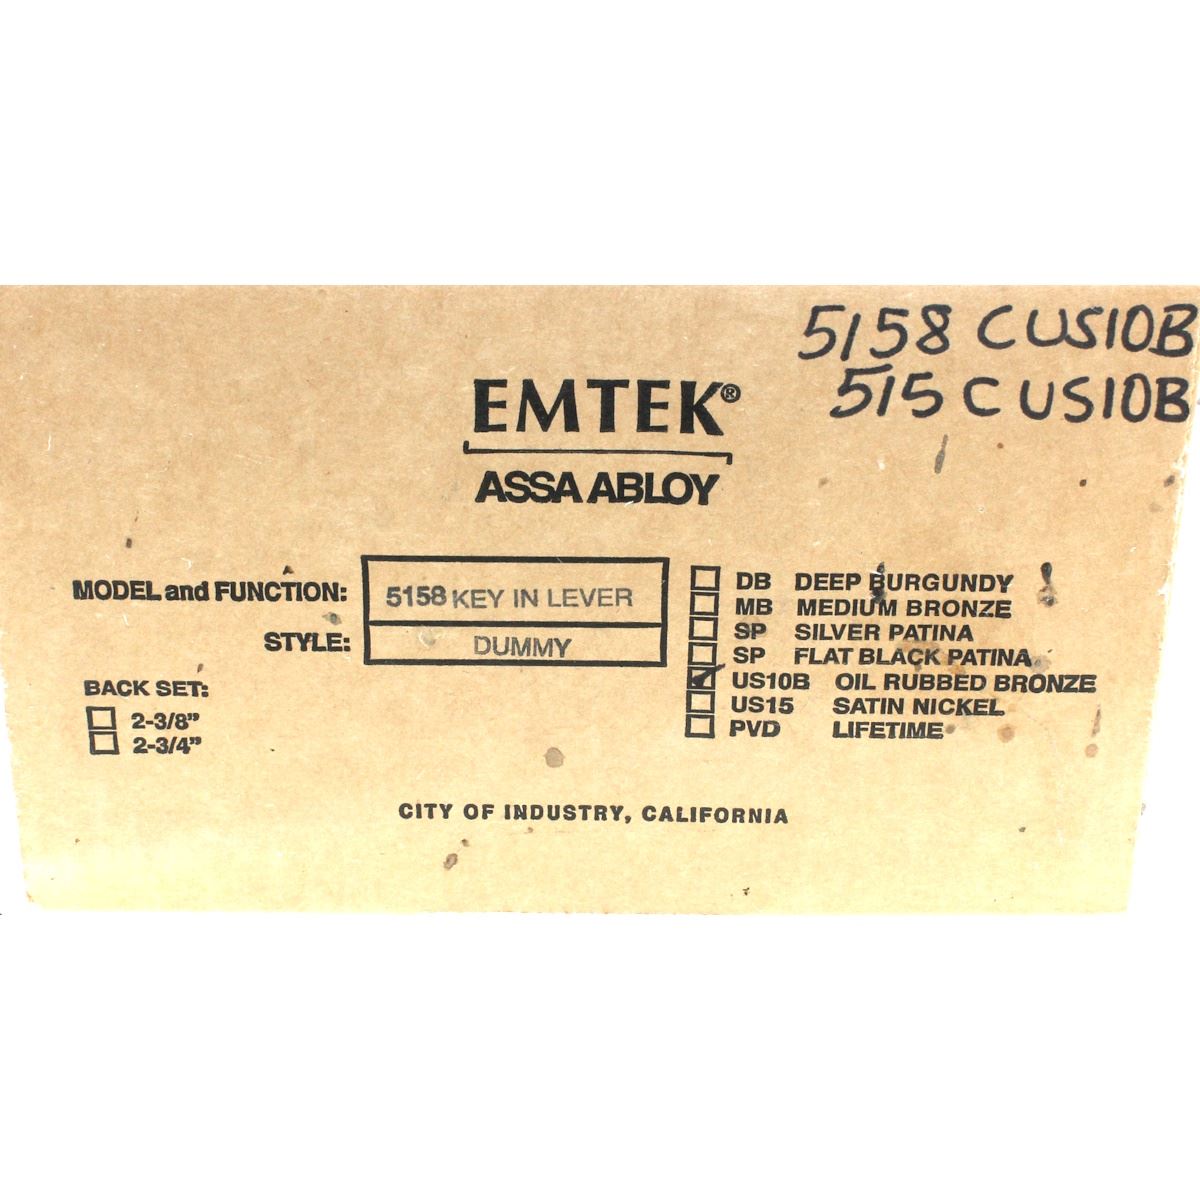 5158 CUS10B
515 CUS10B
EMTEK®
ASSA ABLOY
MODEL and FUNCTION: 5158 KEY IN LEVER
STYLE: DUMMY
BACK SET:
2-3/8”
2-3/4”
DB DEEP BURGUNDY
MB MEDIUM BRONZE
SP SILVER PATINA
SP FLAT BLACK PATINA
US10B OIL RUBBED BRONZE
US15 SATIN NICKEL
PVD LIFETIME
CITY OF INDUSTRY, CALIFORNIA